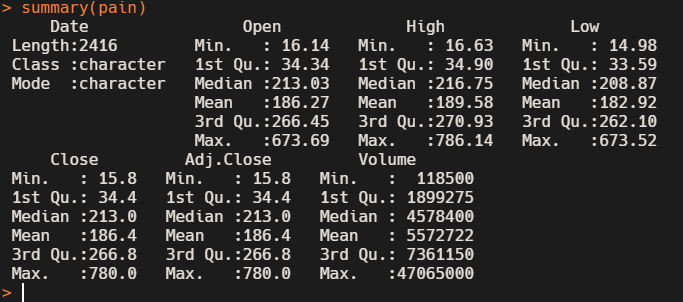 > summary(pain)
     Date                Open             High             Low
 Length:2416        Min.   : 16.14   Min.   : 16.63   Min.   : 14.98
 Class :character   1st Qu.: 34.34   1st Qu.: 34.90   1st Qu.: 33.59
 Mode  :character   Median :213.03   Median :216.75   Median :208.87
                    Mean   :186.27   Mean   :189.58   Mean   :182.92
                    3rd Qu.:266.45   3rd Qu.:270.93   3rd Qu.:262.10
                    Max.   :673.69   Max.   :786.14   Max.   :673.52
     Close         Adj.Close         Volume
 Min.   : 15.8   Min.   : 15.8   Min.   :  118500
 1st Qu.: 34.4   1st Qu.: 34.4   1st Qu.: 1899275
 Median :213.0   Median :213.0   Median : 4578400
 Mean   :186.4   Mean   :186.4   Mean   : 5572722
 3rd Qu.:266.8   3rd Qu.:266.8   3rd Qu.: 7361150
 Max.   :780.0   Max.   :780.0   Max.   :47065000
>